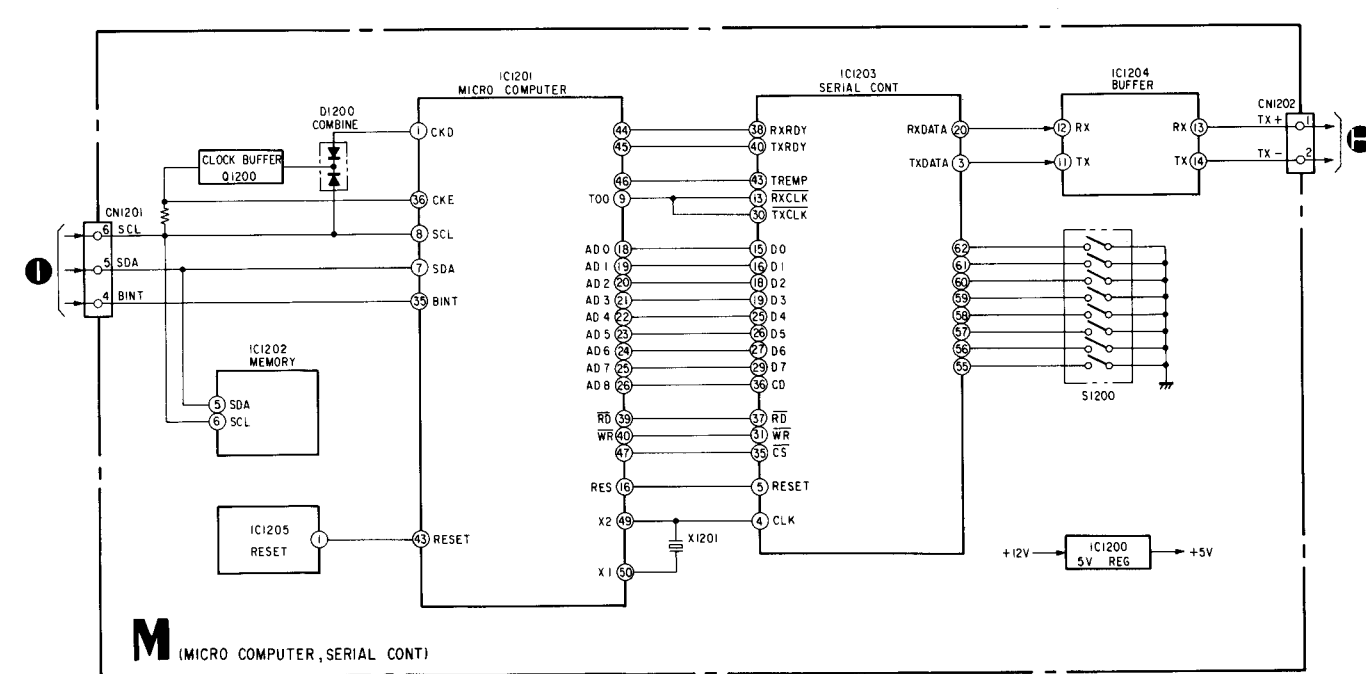 IC1201
MICRO COMPUTER
IC1203
SERIAL CONT
IC1204
BUFFER
CN1202
D1200
COMBINE
CLOCK BUFFER
Q1200
CN1201
6 SCL
5 SDA
4 BINT
1 CKD
36 CKE
8 SCL
7 SDA
35 BINT
43 RESET
IC1202
MEMORY
5 SDA
6 SCL
IC1205
RESET
1
44
45
46
TOO 9
AD0 18
AD1 19
AD2 20
AD3 21
AD4 22
AD5 23
AD6 24
AD7 25
AD8 26
RD 39
WR 40
47
RES 16
X2 49
X1 50
X1201
38 RXRDY
40 TXRDY
43 TREMP
13 RXCLK
30 TXCLK
15 D0
16 D1
18 D2
19 D3
25 D4
26 D5
27 D6
29 D7
36 CD
37 RD
31 WR
35 CS
5 RESET
4 CLK
RXDATA 20
TXDATA 3
62
61
60
59
58
57
56
55
12 RX
11 TX
RX 13
TX 14
TX+ 1
TX- 2
S1200
+12V
IC1200
5V REG
+5V
M (MICRO COMPUTER, SERIAL CONT)